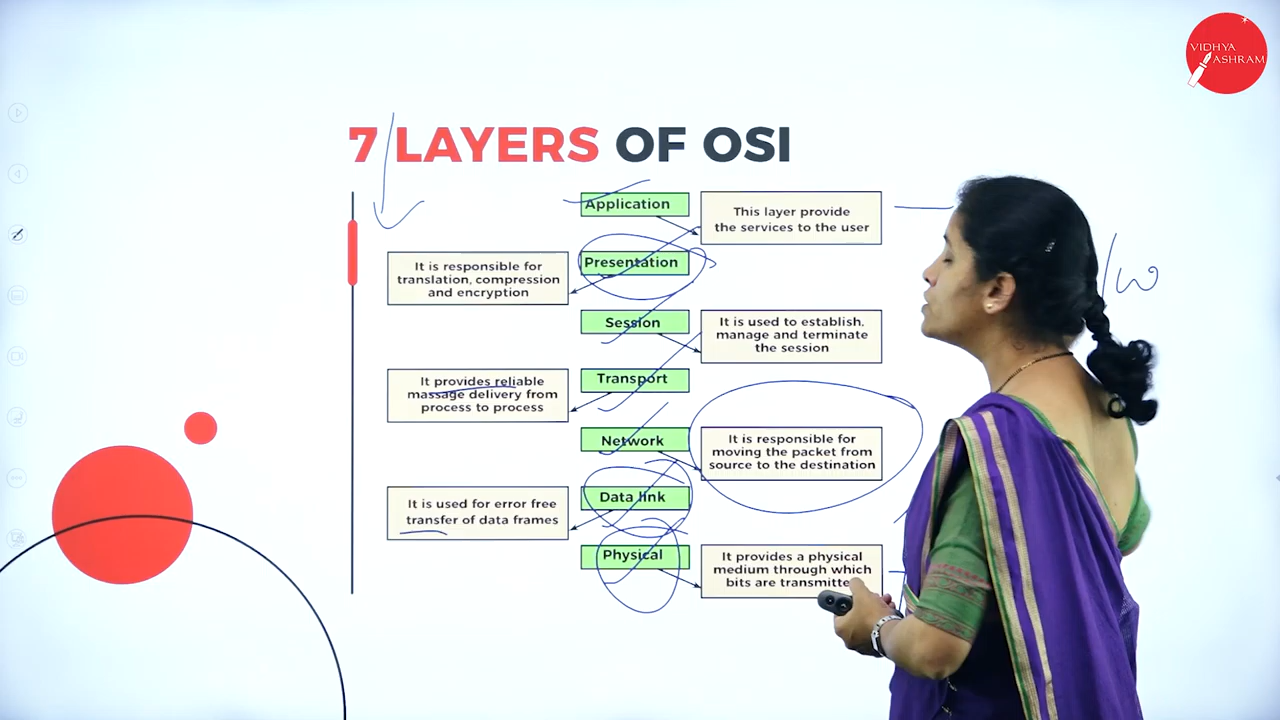 VIDHYA
ASHRAM
7 LAYERS OF OSI
Application
This layer provide
the services to the user
Presentation
It is responsible for
translation, compression
and encryption
Session
It is used to establish,
manage and terminate
the session
Transport
It provides reliable
massage delivery from
process to process
Network
It is responsible for
moving the packet from
source to the destination
Data link
It is used for error free
transfer of data frames
Physical
It provides a physical
medium through which
bits are transmitte